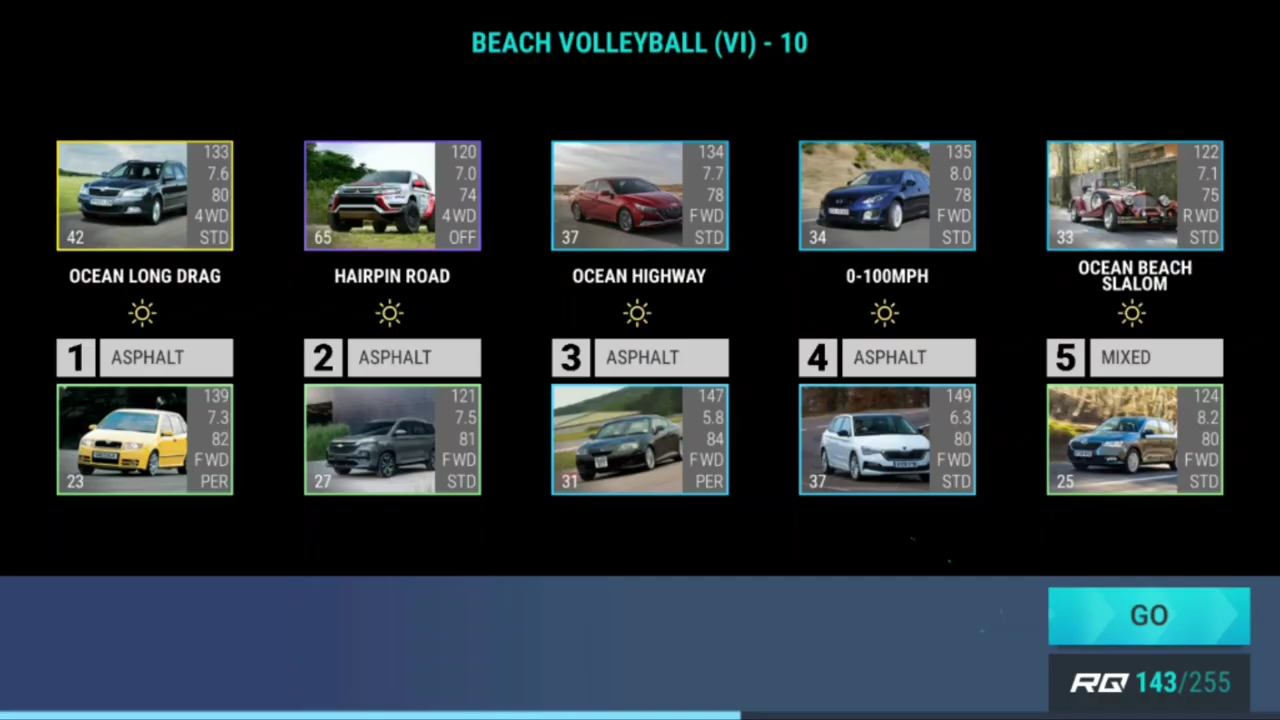 BEACH VOLLEYBALL (VI) - 10
133
7.6
80
4WD
42 STD
120
7.0
74
4WD
65 OFF
134
7.7
78
FWD
37 STD
135
8.0
78
FWD
34 STD
122
7.1
75
RWD
33 STD
OCEAN LONG DRAG
HAIRPIN ROAD
OCEAN HIGHWAY
0-100MPH
OCEAN BEACH
SLALOM
1 ASPHALT
2 ASPHALT
3 ASPHALT
4 ASPHALT
5 MIXED
139
7.3
82
FWD
23 PER
121
7.5
81
FWD
27 STD
147
5.8
84
FWD
31 PER
149
6.3
80
FWD
37 STD
124
8.2
80
FWD
25 STD
GO
RQ 143/255